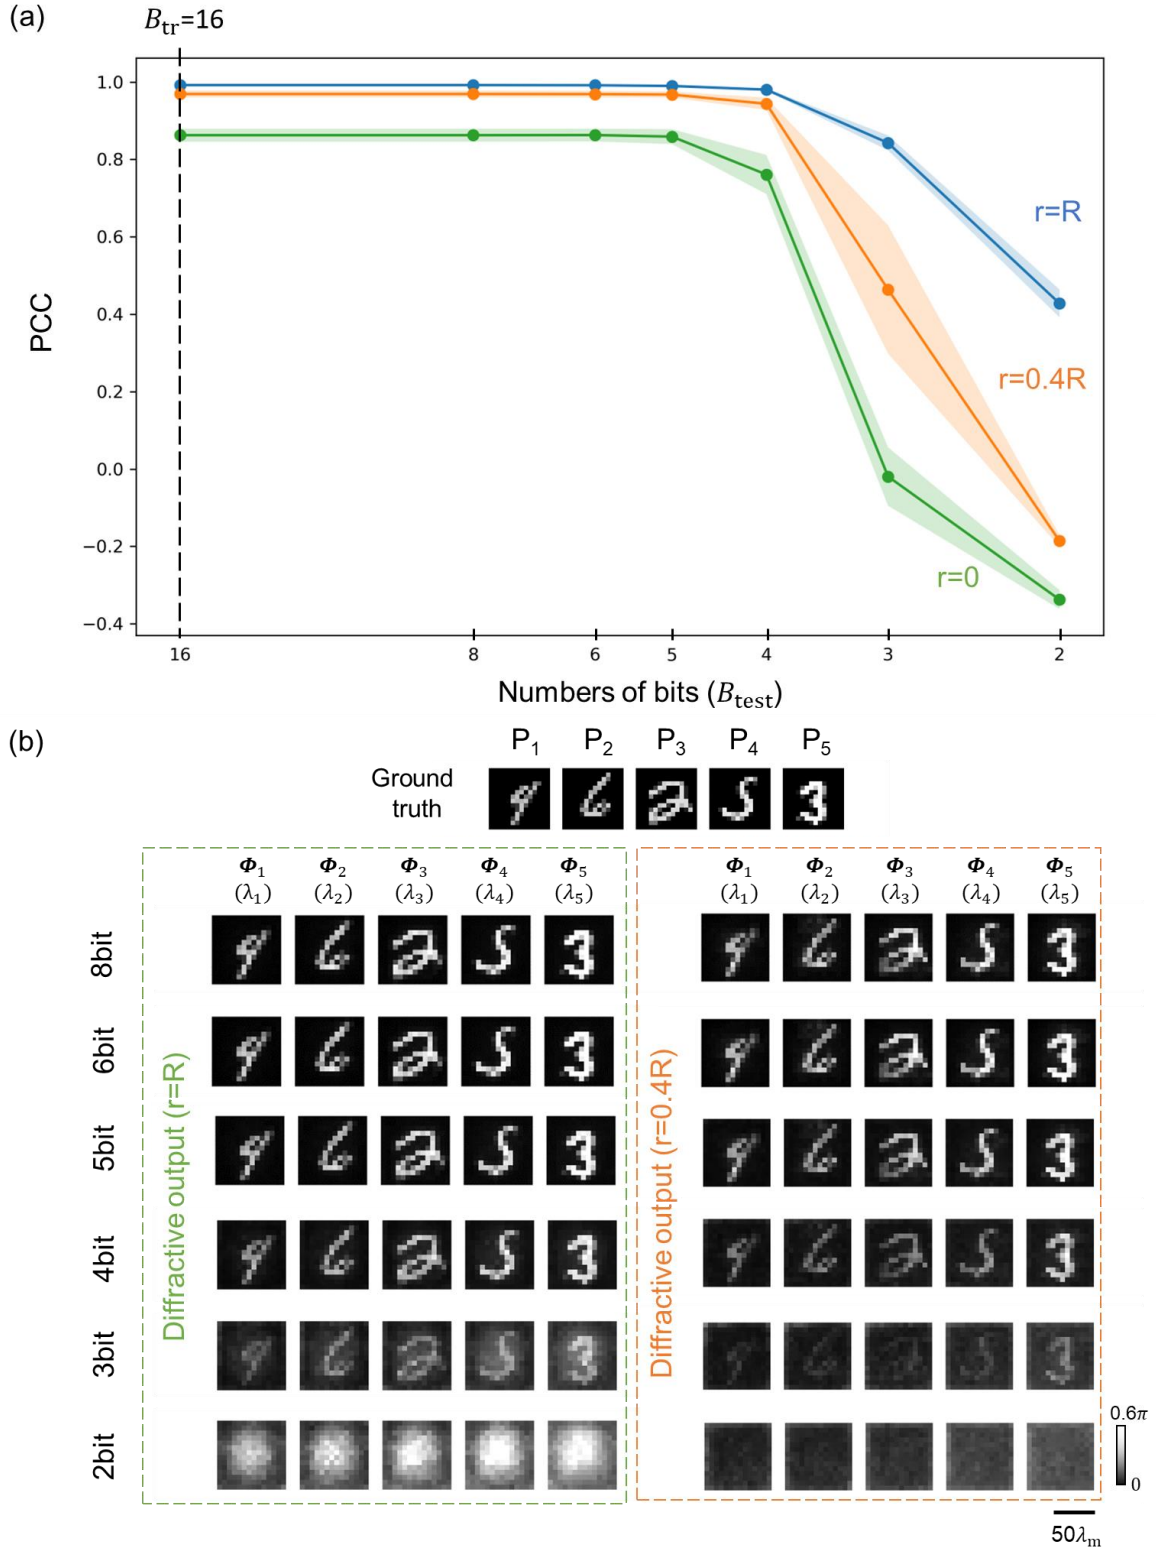 (a)
B_tr=16
1.0
0.8
0.6
0.4
0.2
0.0
−0.2
−0.4
PCC
r=R
r=0.4R
r=0
16 8 6 5 4 3 2
Numbers of bits (B_test)
(b)
P₁ P₂ P₃ P₄ P₅
Ground
truth
Φ₁ Φ₂ Φ₃ Φ₄ Φ₅ Φ₁ Φ₂ Φ₃ Φ₄ Φ₅
(λ₁) (λ₂) (λ₃) (λ₄) (λ₅) (λ₁) (λ₂) (λ₃) (λ₄) (λ₅)
8bit
6bit
5bit
4bit
3bit
2bit
Diffractive output (r=R)
Diffractive output (r=0.4R)
0.6π
0
50λₘ